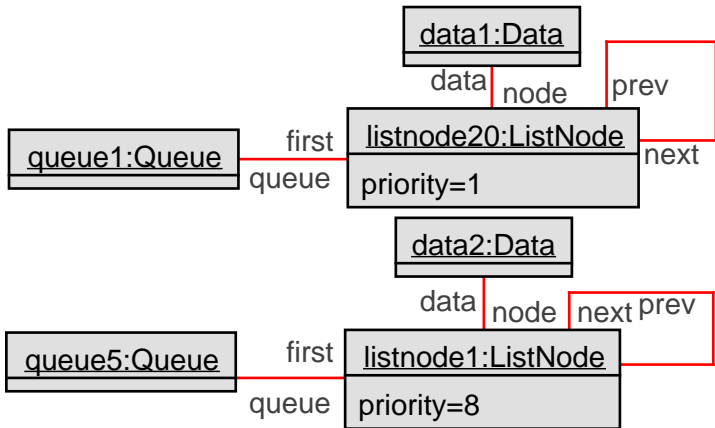 data1:Data
data
node
prev
first
listnode20:ListNode
queue1:Queue
next
queue
priority=1
data2:Data
data
node
next
prev
first
listnode1:ListNode
queue5:Queue
queue
priority=8